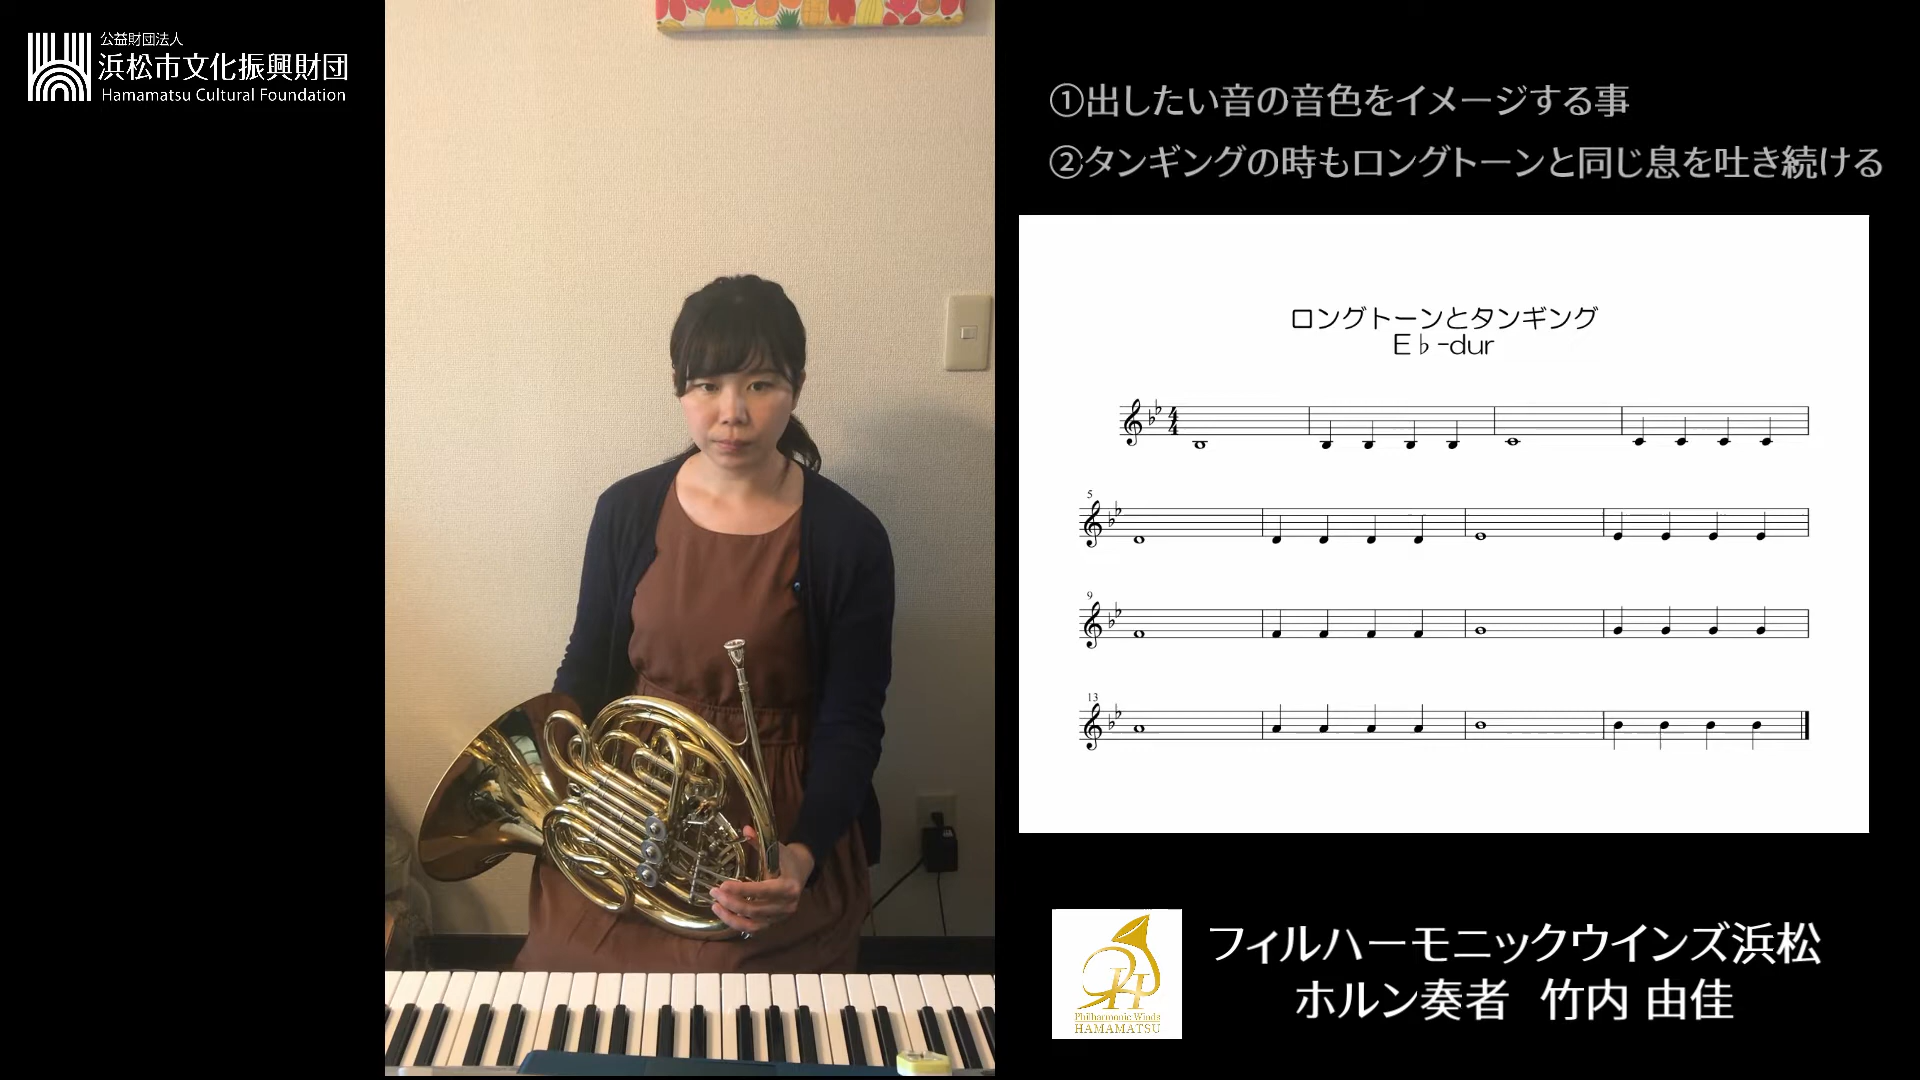 公益財団法人
浜松市文化振興財団
Hamamatsu Cultural Foundation
①出したい音の音色をイメージする事
②タンギングの時もロングトーンと同じ息を吐き続ける
ロングトーンとタンギング
E♭-dur
4
4
5
9
13
PH
Philharmonic Winds
HAMAMATSU
フィルハーモニックウインズ浜松
ホルン奏者 竹内 由佳